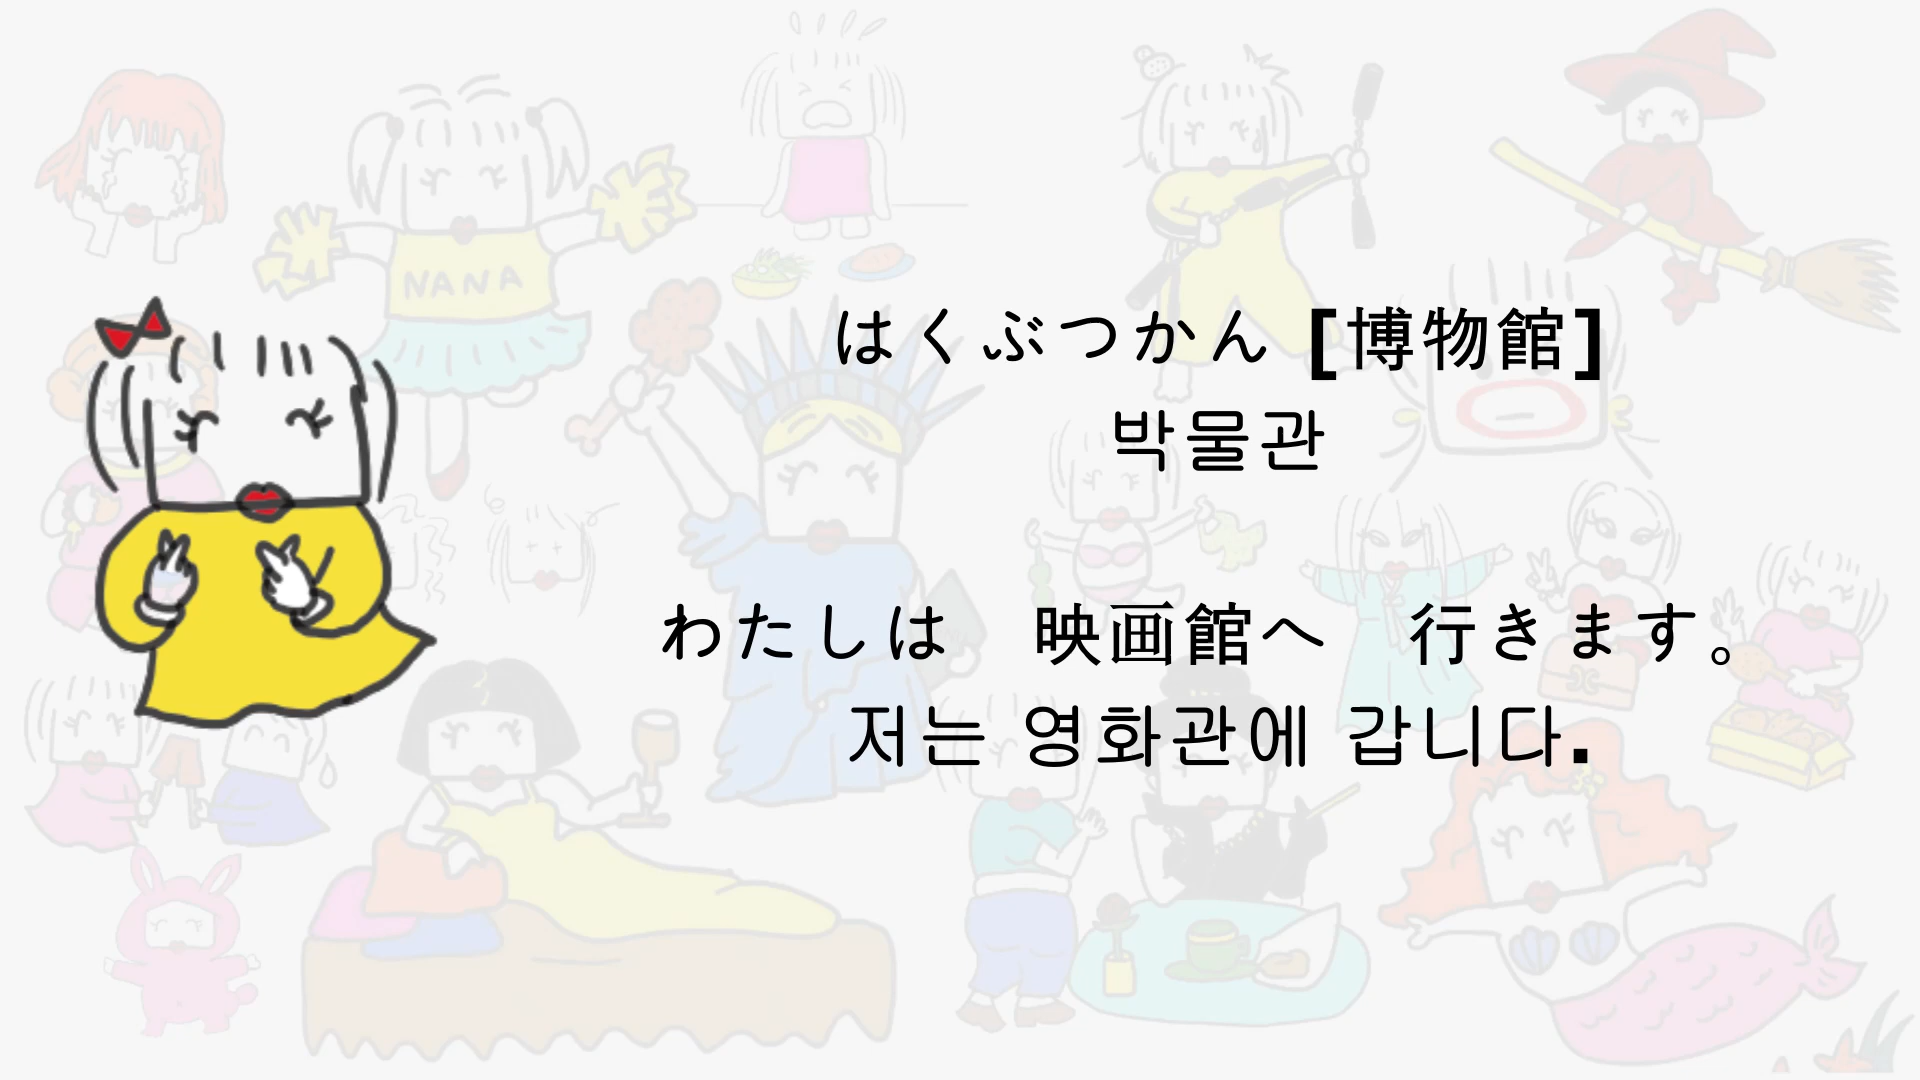 NANA
はくぶつかん [博物館]
박물관
わたしは　映画館へ　行きます。
저는 영화관에 갑니다.